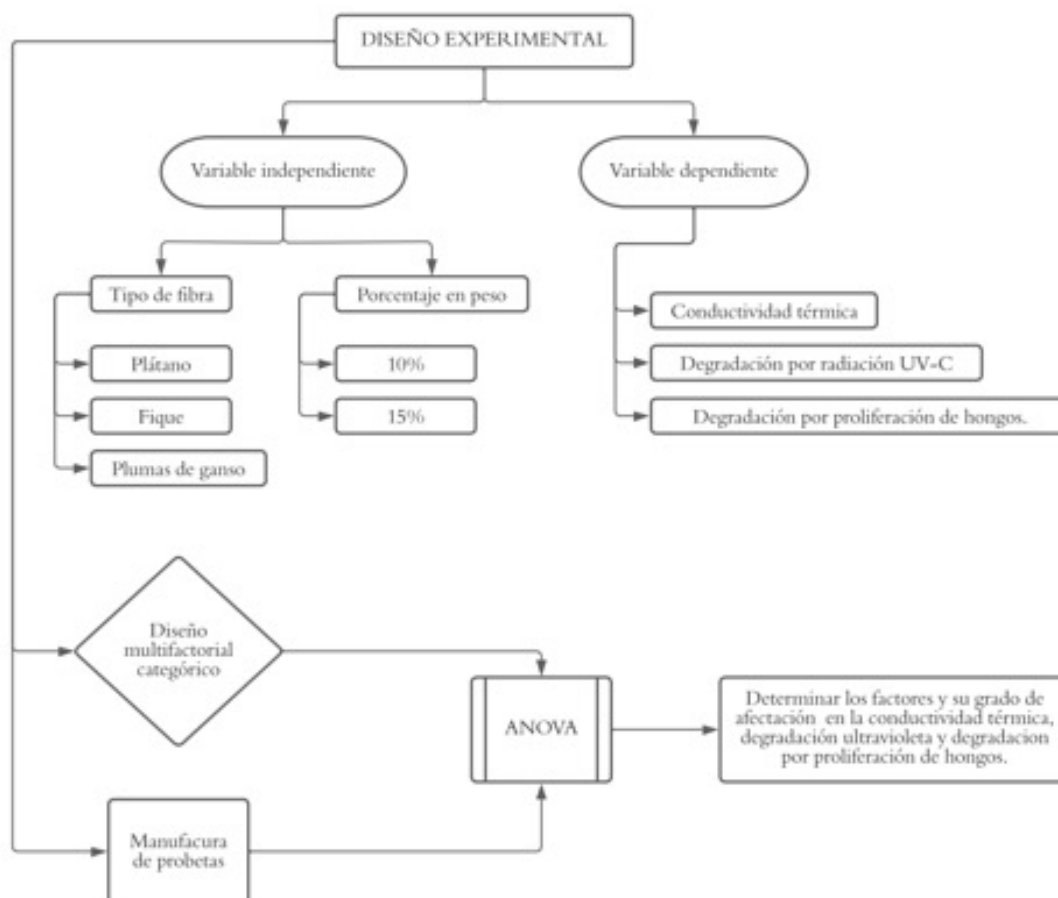 DISEÑO EXPERIMENTAL
Variable independiente
Variable dependiente
Tipo de fibra
Porcentaje en peso
Plátano
10%
Fique
15%
Plumas de ganso
Conductividad térmica
Degradación por radiación UV-C
Degradación por proliferación de hongos.
Diseño
multifactorial
categórico
ANOVA
Determinar los factores y su grado de
afectación en la conductividad térmica,
degradación ultravioleta y degradacion
por proliferación de hongos.
Manufacura
de probetas